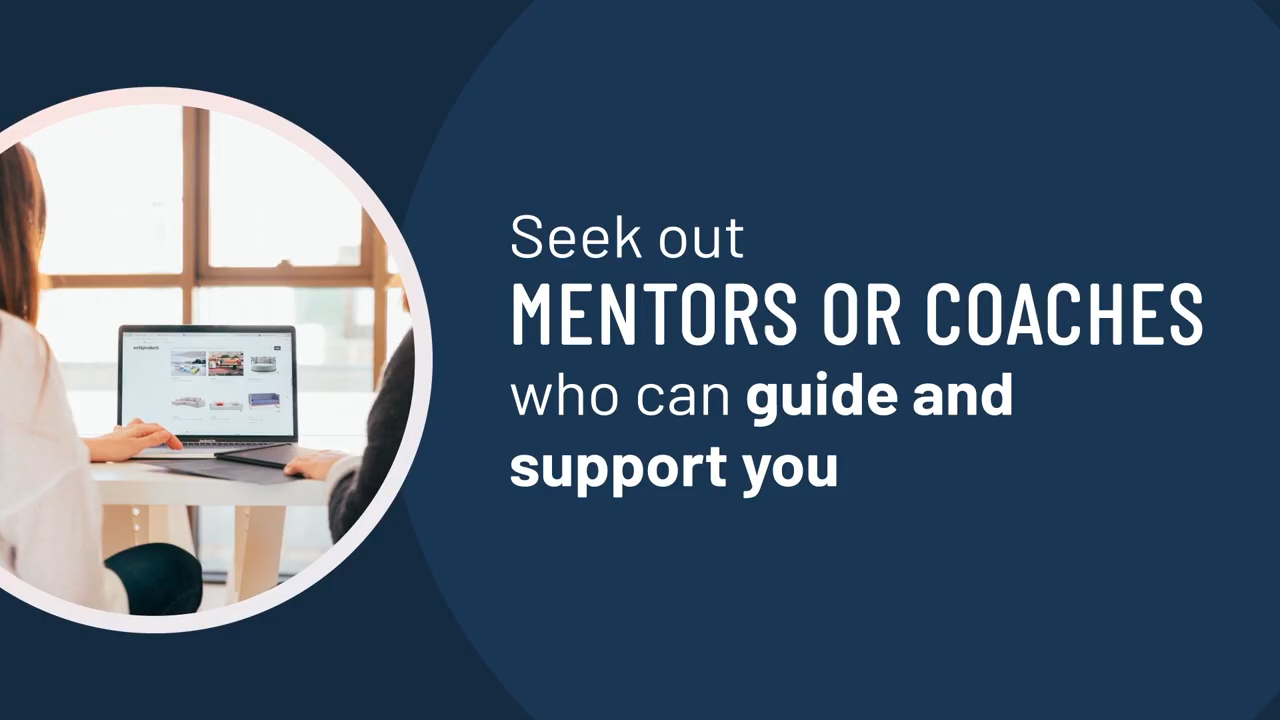 Seek out
MENTORS OR COACHES
who can guide and
support you